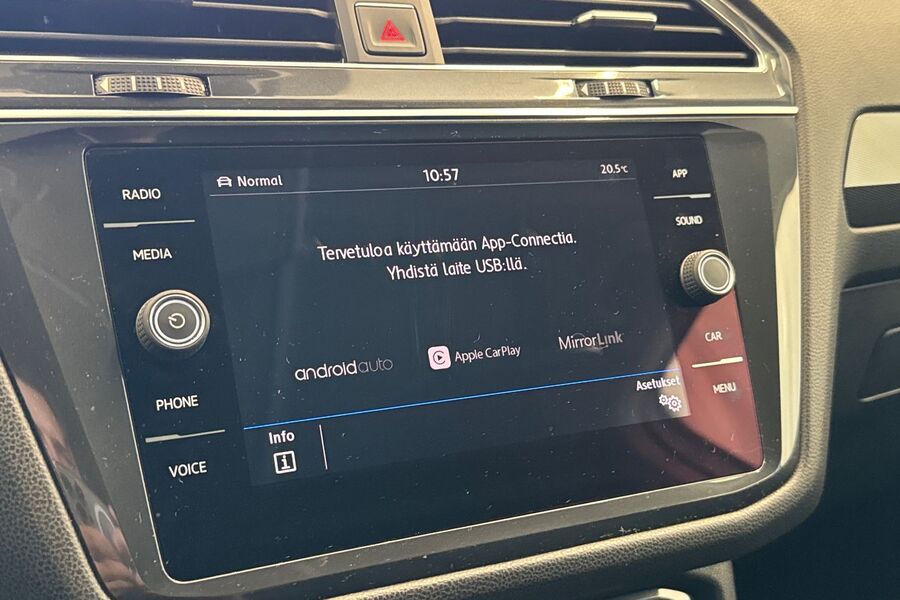 RADIO
MEDIA
PHONE
VOICE
Normal
10:57
20.5°C
Tervetuloa käyttämään App-Connectia.
Yhdistä laite USB:llä.
androidauto
Apple CarPlay
MirrorLink
Asetukset
Info
i
APP
SOUND
CAR
MENU